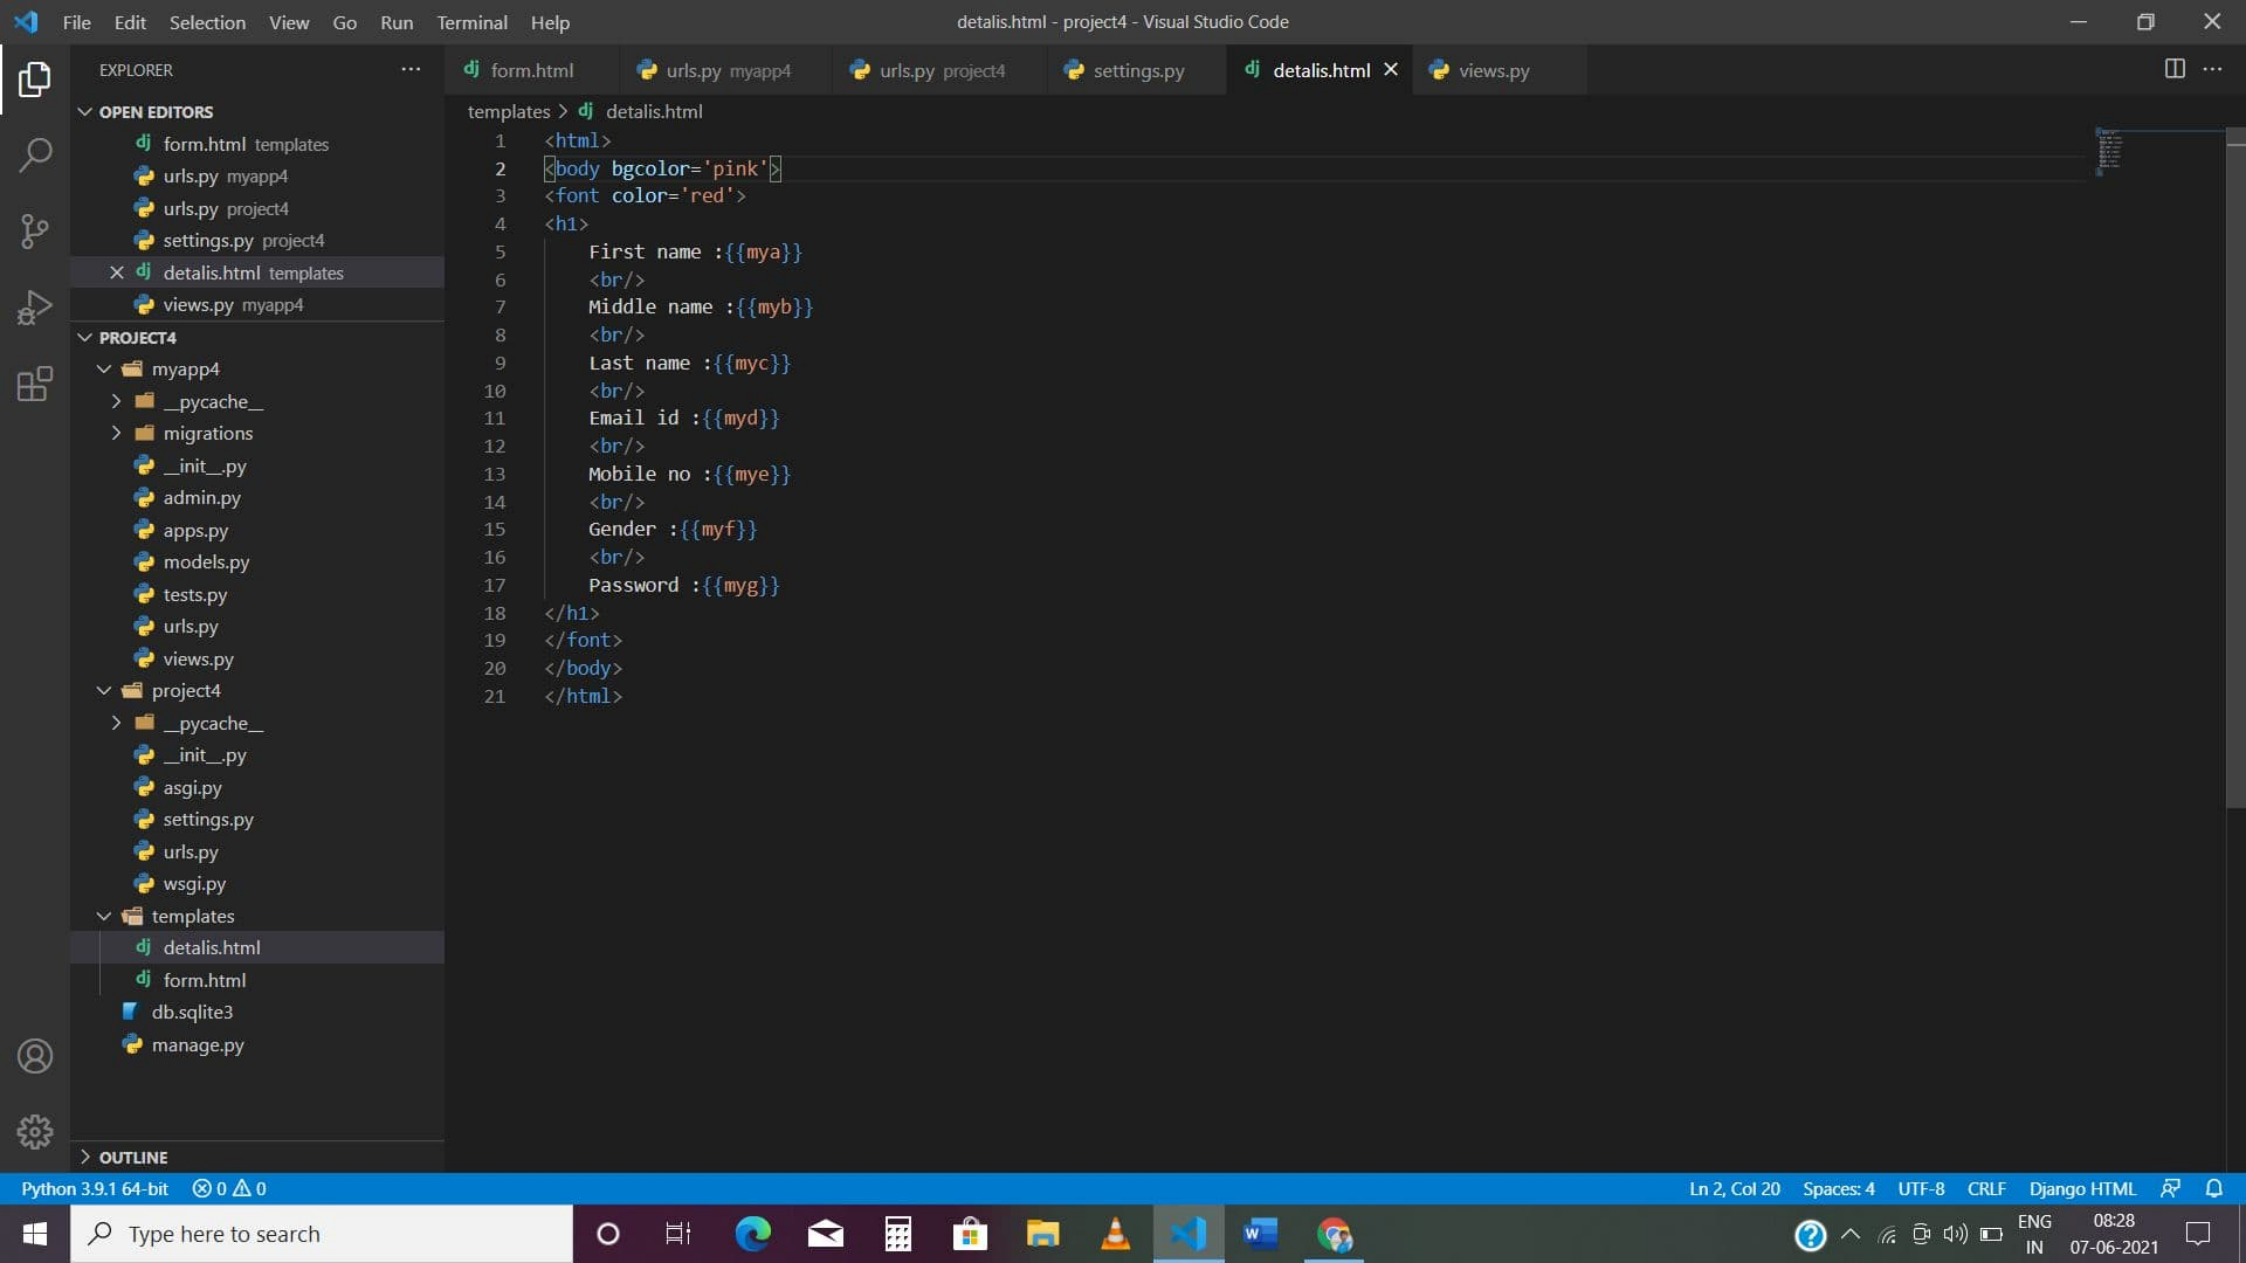 File Edit Selection View Go Run Terminal Help
detalis.html - project4 - Visual Studio Code
EXPLORER
OPEN EDITORS
form.html templates
urls.py myapp4
urls.py project4
settings.py project4
detalis.html templates
views.py myapp4
PROJECT4
myapp4
__pycache__
migrations
__init__.py
admin.py
apps.py
models.py
tests.py
urls.py
views.py
project4
__pycache__
__init__.py
asgi.py
settings.py
urls.py
wsgi.py
templates
detalis.html
form.html
db.sqlite3
manage.py
OUTLINE
form.html urls.py myapp4 urls.py project4 settings.py detalis.html views.py
templates > detalis.html
1 <html>
2 <body bgcolor='pink'>
3 <font color='red'>
4 <h1>
5 First name :{{mya}}
6 <br/>
7 Middle name :{{myb}}
8 <br/>
9 Last name :{{myc}}
10 <br/>
11 Email id :{{myd}}
12 <br/>
13 Mobile no :{{mye}}
14 <br/>
15 Gender :{{myf}}
16 <br/>
17 Password :{{myg}}
18 </h1>
19 </font>
20 </body>
21 </html>
Python 3.9.1 64-bit 0 0
Ln 2, Col 20 Spaces: 4 UTF-8 CRLF Django HTML
Type here to search
ENG
IN
08:28
07-06-2021